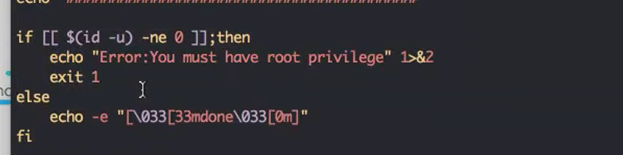 if [[ $(id -u) -ne 0 ]];then
    echo "Error:You must have root privilege" 1>&2
    exit 1
else
    echo -e "[\033[33mdone\033[0m]"
fi